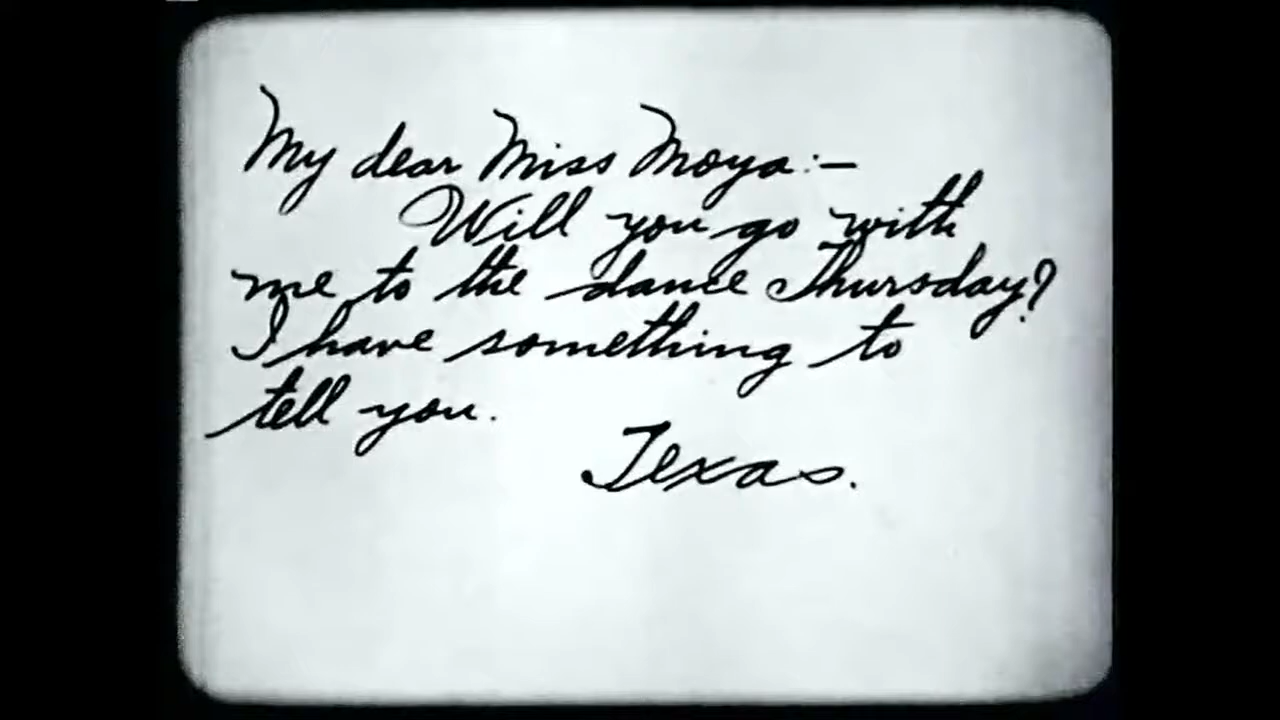 My dear Miss Moya:—
Will you go with
me to the dance Thursday?
I have something to
tell you.
Texas.